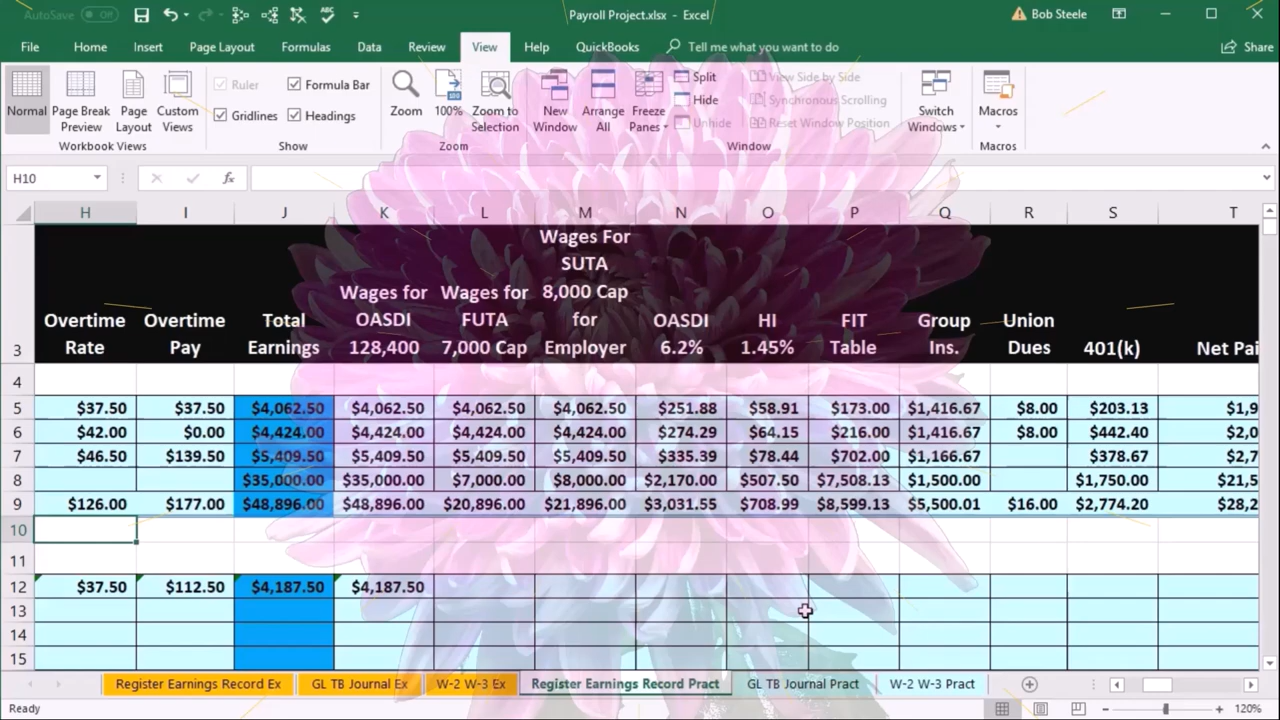 AutoSave Off Payroll Project.xlsx - Excel Bob Steele
File Home Insert Page Layout Formulas Data Review View Help QuickBooks Tell me what you want to do Share
Normal Page Break Preview Page Layout Custom Views
Workbook Views
Ruler Formula Bar
Gridlines Headings
Show
Zoom 100% Zoom to Selection
Zoom
New Window Arrange All Freeze Panes
Split View Side by Side
Hide Synchronous Scrolling
Unhide Reset Window Position
Window
Switch Windows
Macros
Macros
H10 fx
H I J K L M N O P Q R S T
3 Overtime Rate Overtime Pay Total Earnings Wages for OASDI 128,400 Wages for FUTA 7,000 Cap Wages For SUTA 8,000 Cap for Employer OASDI 6.2% HI 1.45% FIT Table Group Ins. Union Dues 401(k) Net Pai
4
5 $37.50 $37.50 $4,062.50 $4,062.50 $4,062.50 $4,062.50 $251.88 $58.91 $173.00 $1,416.67 $8.00 $203.13 $1,9
6 $42.00 $0.00 $4,424.00 $4,424.00 $4,424.00 $4,424.00 $274.29 $64.15 $216.00 $1,416.67 $8.00 $442.40 $2,0
7 $46.50 $139.50 $5,409.50 $5,409.50 $5,409.50 $5,409.50 $335.39 $78.44 $702.00 $1,166.67 $378.67 $2,7
8 $35,000.00 $35,000.00 $7,000.00 $8,000.00 $2,170.00 $507.50 $7,508.13 $1,500.00 $1,750.00 $21,5
9 $126.00 $177.00 $48,896.00 $48,896.00 $20,896.00 $21,896.00 $3,031.55 $708.99 $8,599.13 $5,500.01 $16.00 $2,774.20 $28,2
10
11
12 $37.50 $112.50 $4,187.50 $4,187.50
13
14
15
Register Earnings Record Ex GL TB Journal Ex W-2 W-3 Ex Register Earnings Record Pract GL TB Journal Pract W-2 W-3 Pract
Ready 120%